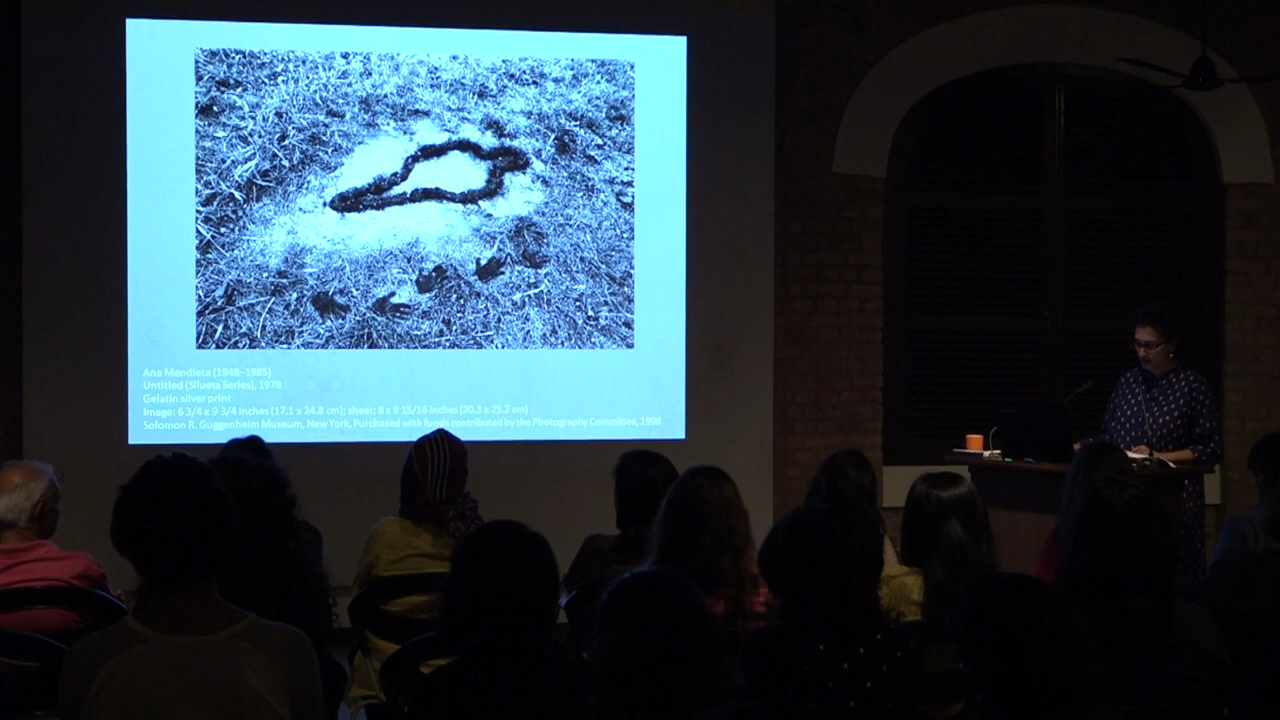 Ana Mendieta (1948–1985)
Untitled (Silueta Series), 1978
Gelatin silver print
Image: 6 3/4 x 9 3/4 inches (17.1 x 24.8 cm); sheet: 8 x 9 15/16 inches (20.3 x 25.2 cm)
Solomon R. Guggenheim Museum, New York, Purchased with funds contributed by the Photography Committee, 1998